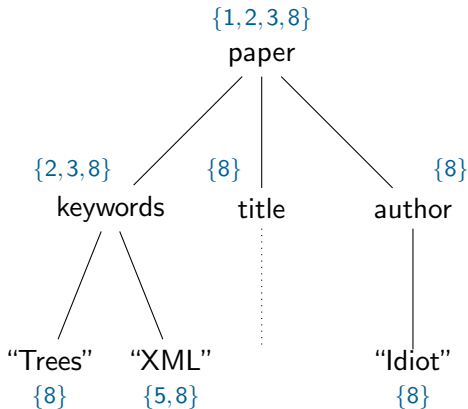 {1, 2, 3, 8}
paper
{2, 3, 8} {8} {8}
keywords title author
“Trees” “XML” “Idiot”
{8} {5, 8} {8}